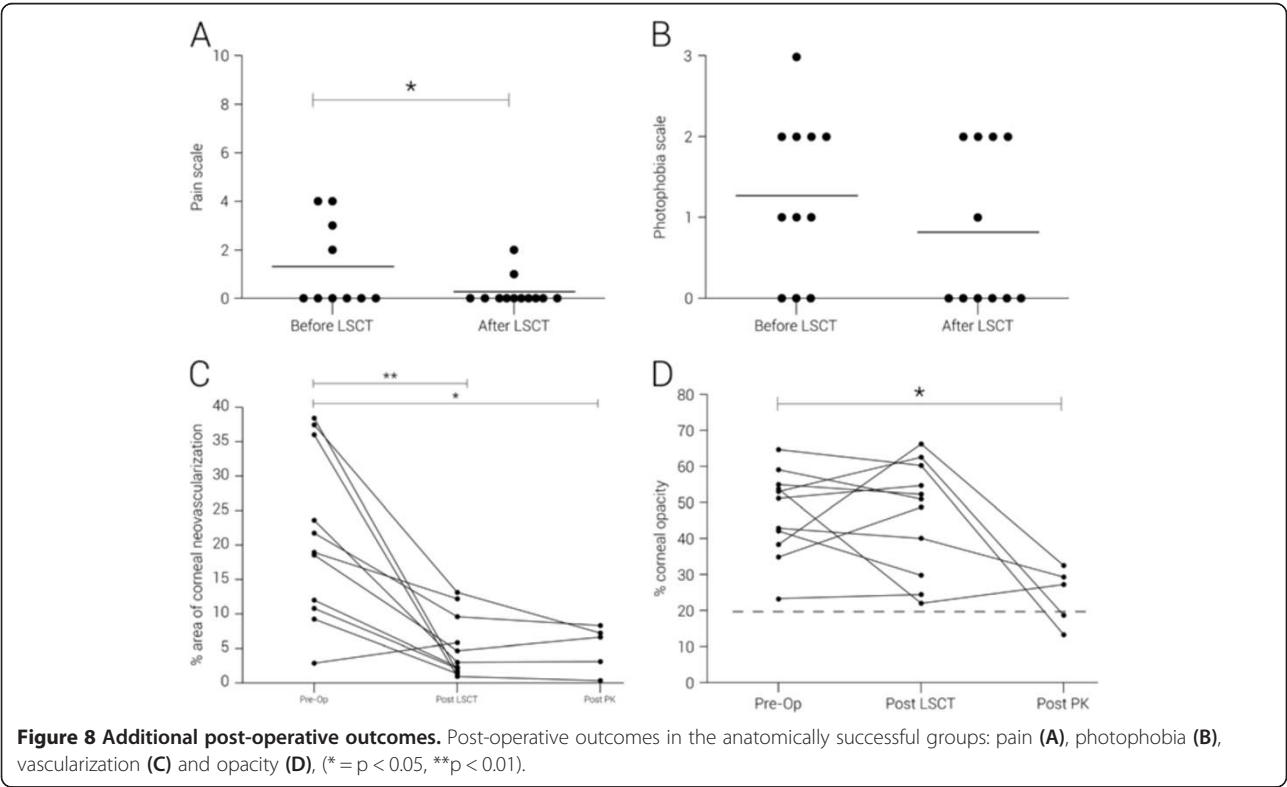 A
Pain scale
10
8
6
4
2
0
*
Before LSCT
After LSCT
B
Photophobia scale
3
2
1
0
Before LSCT
After LSCT
C
% area of corneal neovascularization
40
35
30
25
20
15
10
5
0
**
*
Pre-Op
Post LSCT
Post PK
D
% corneal opacity
80
70
60
50
40
30
20
10
0
*
Pre-Op
Post LSCT
Post PK
Figure 8 Additional post-operative outcomes. Post-operative outcomes in the anatomically successful groups: pain (A), photophobia (B),
vascularization (C) and opacity (D), (* = p < 0.05, **p < 0.01).